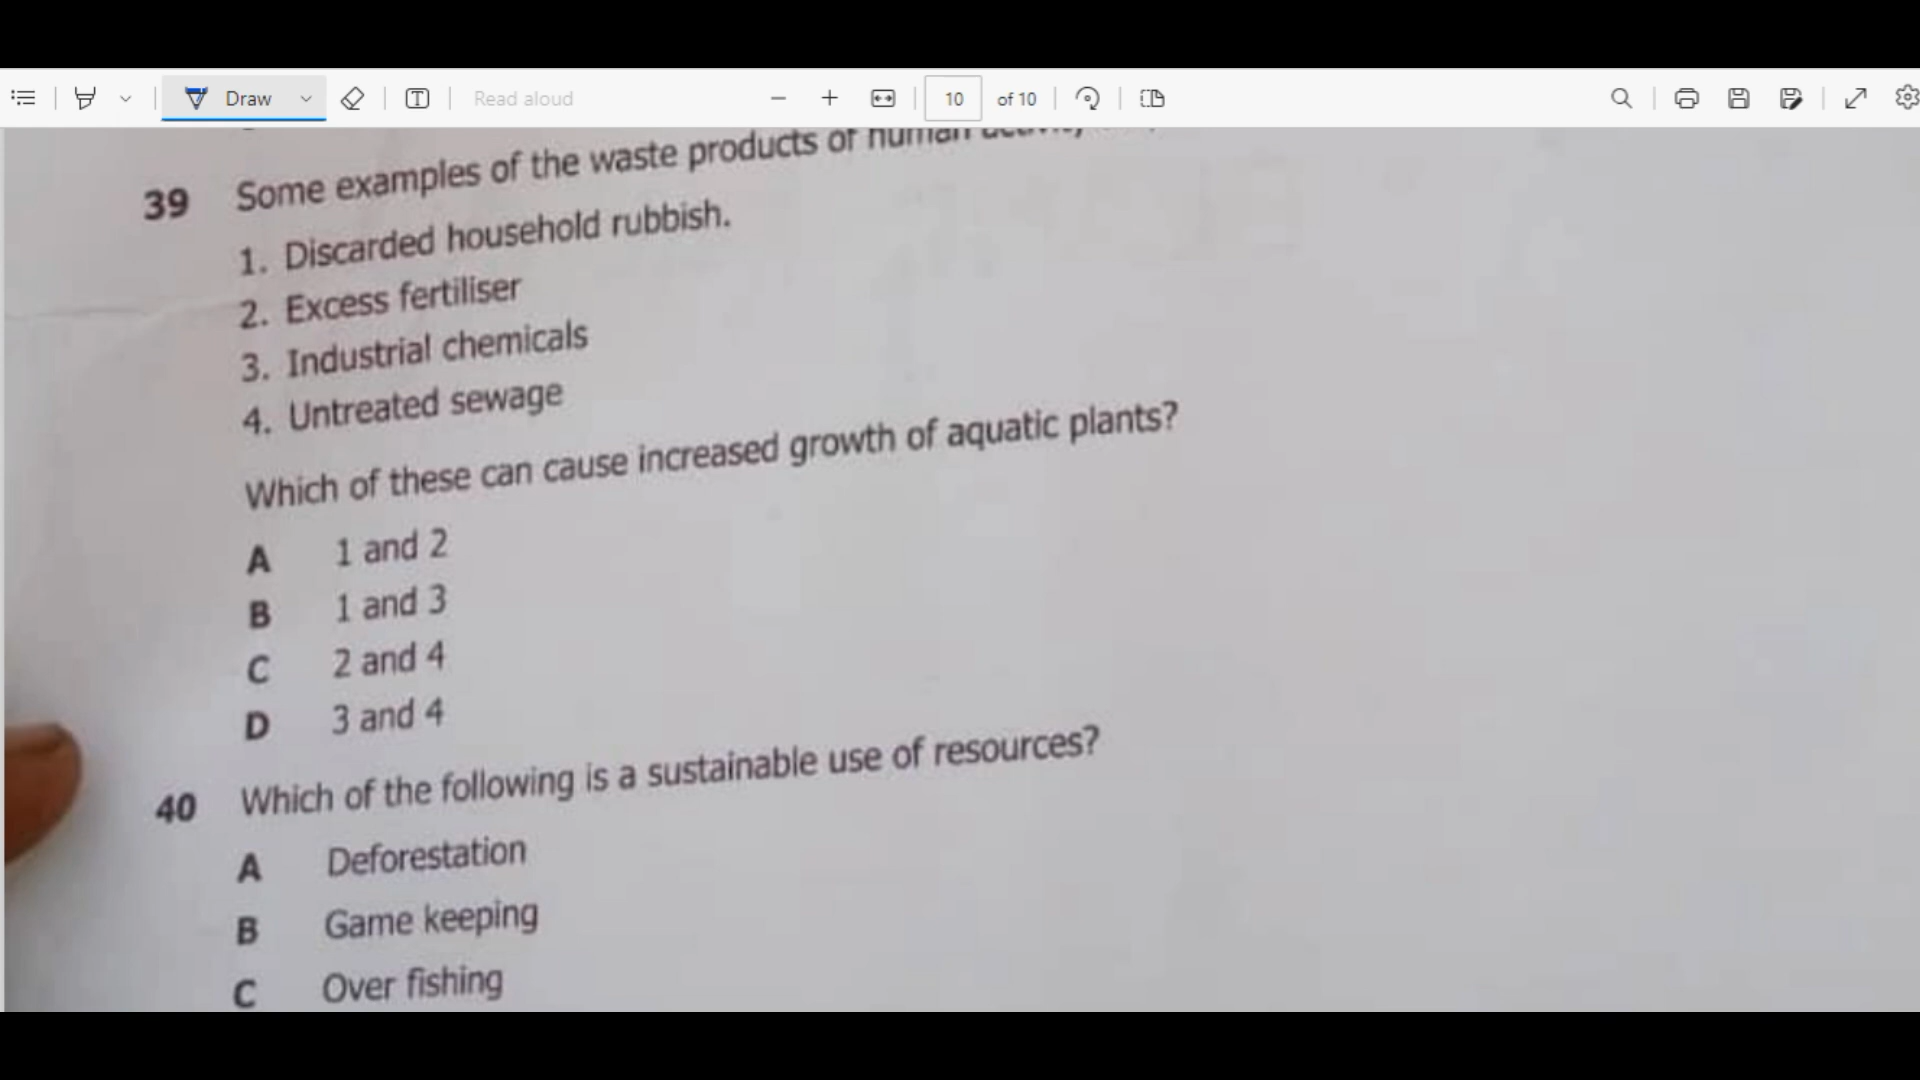 Draw
Read aloud
10 of 10
39 Some examples of the waste products of human
1. Discarded household rubbish.
2. Excess fertiliser
3. Industrial chemicals
4. Untreated sewage
Which of these can cause increased growth of aquatic plants?
A 1 and 2
B 1 and 3
C 2 and 4
D 3 and 4
40 Which of the following is a sustainable use of resources?
A Deforestation
B Game keeping
C Over fishing